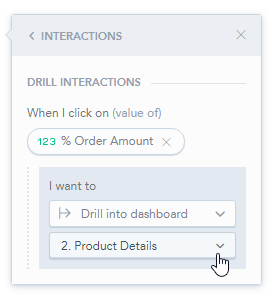 INTERACTIONS
DRILL INTERACTIONS
When I click on (value of)
123 % Order Amount
I want to
Drill into dashboard
2. Product Details